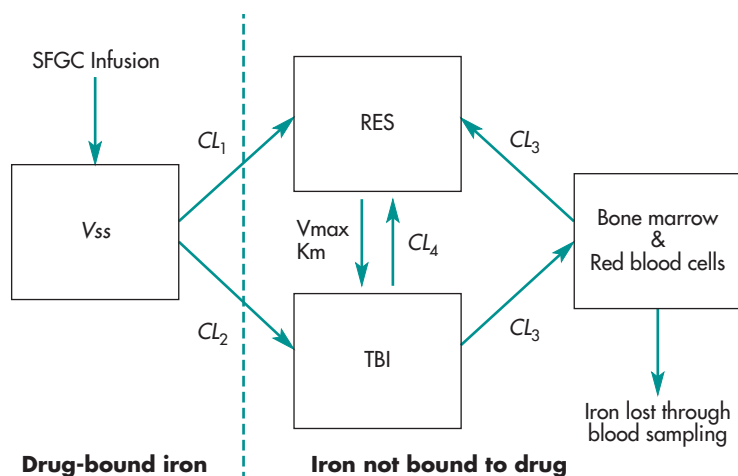 SFGC Infusion
Vss
CL1
CL2
RES
Vmax
Km
CL4
TBI
CL3
CL3
Bone marrow
&
Red blood cells
Iron lost through
blood sampling
Drug-bound iron
Iron not bound to drug